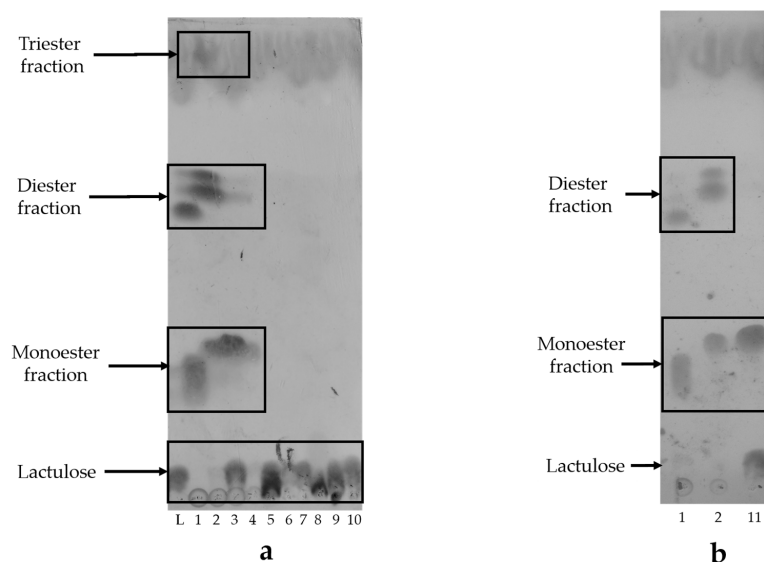 Triester
fraction
Diester
fraction
Monoester
fraction
Lactulose
L 1 2 3 4 5 6 7 8 9 10
a
Diester
fraction
Monoester
fraction
Lactulose
1 2 11
b